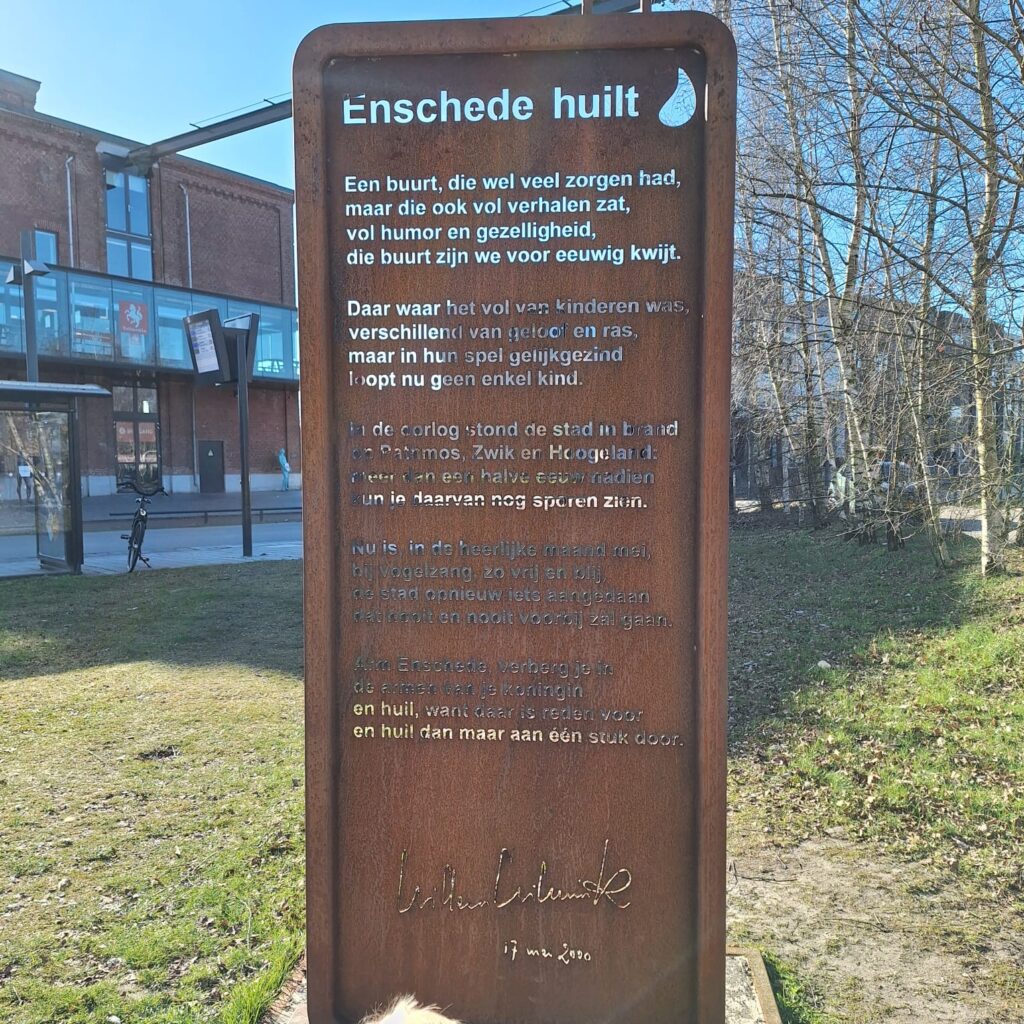 Enschede huilt
Een buurt, die wel veel zorgen had,
maar die ook vol verhalen zat,
vol humor en gezelligheid,
die buurt zijn we voor eeuwig kwijt.
Daar waar het vol van kinderen was,
verschillend van geloof en ras,
maar in hun spel gelijkgezind
loopt nu geen enkel kind.
In de oorlog stond de stad in brand
de Patmos, Zwik en Hoogeland:
meer dan een halve eeuw nadien
kun je daarvan nog sporen zien.
Nu is, in de heerlijke maand mei,
bij vogelzang, zo vrij en blij,
de stad opnieuw iets aangedaan
dat nooit en nooit voorbij zal gaan.
Arm Enschede, verberg je in
de armen van je koningin
en huil, want daar is reden voor
en huil dan maar aan één stuk door.
Willem Wilmink
17 mei 2000